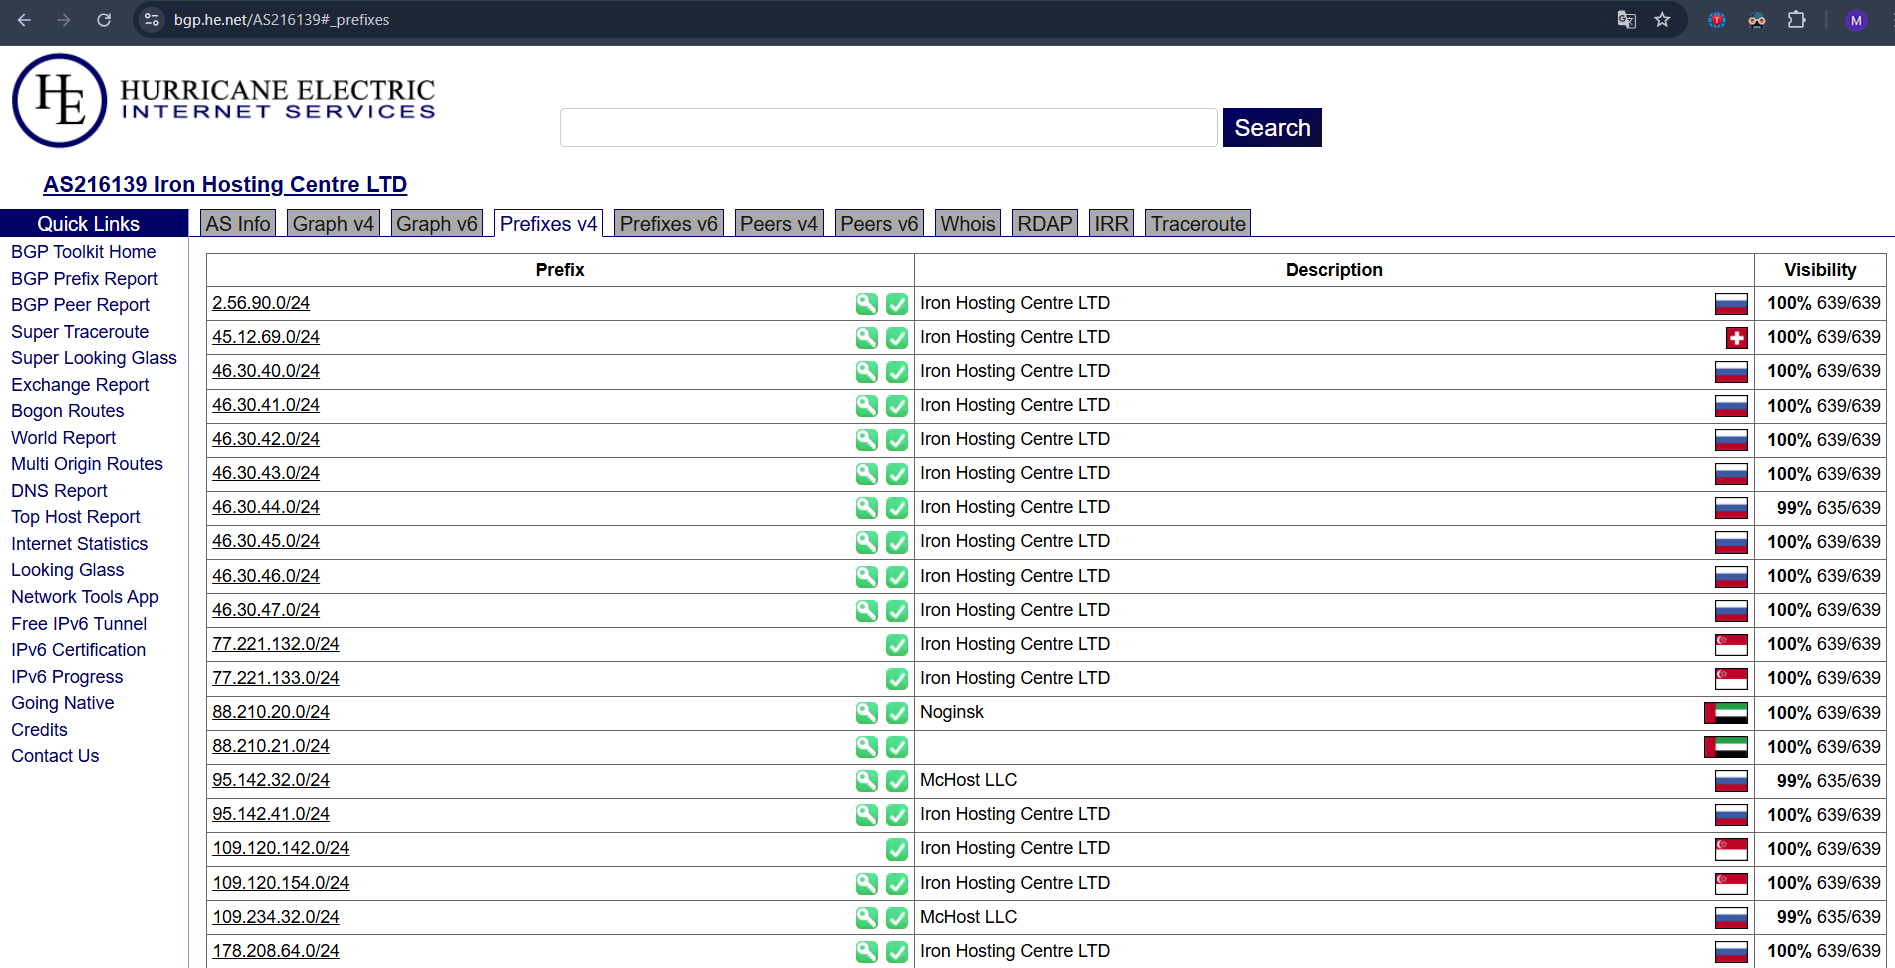 bgp.he.net/AS216139#_prefixes
M
HE
HURRICANE ELECTRIC
INTERNET SERVICES
Search
AS216139 Iron Hosting Centre LTD
Quick Links
BGP Toolkit Home
BGP Prefix Report
BGP Peer Report
Super Traceroute
Super Looking Glass
Exchange Report
Bogon Routes
World Report
Multi Origin Routes
DNS Report
Top Host Report
Internet Statistics
Looking Glass
Network Tools App
Free IPv6 Tunnel
IPv6 Certification
IPv6 Progress
Going Native
Credits
Contact Us
AS Info Graph v4 Graph v6 Prefixes v4 Prefixes v6 Peers v4 Peers v6 Whois RDAP IRR Traceroute
Prefix Description Visibility
2.56.90.0/24 Iron Hosting Centre LTD 100% 639/639
45.12.69.0/24 Iron Hosting Centre LTD 100% 639/639
46.30.40.0/24 Iron Hosting Centre LTD 100% 639/639
46.30.41.0/24 Iron Hosting Centre LTD 100% 639/639
46.30.42.0/24 Iron Hosting Centre LTD 100% 639/639
46.30.43.0/24 Iron Hosting Centre LTD 100% 639/639
46.30.44.0/24 Iron Hosting Centre LTD 99% 635/639
46.30.45.0/24 Iron Hosting Centre LTD 100% 639/639
46.30.46.0/24 Iron Hosting Centre LTD 100% 639/639
46.30.47.0/24 Iron Hosting Centre LTD 100% 639/639
77.221.132.0/24 Iron Hosting Centre LTD 100% 639/639
77.221.133.0/24 Iron Hosting Centre LTD 100% 639/639
88.210.20.0/24 Noginsk 100% 639/639
88.210.21.0/24 100% 639/639
95.142.32.0/24 McHost LLC 99% 635/639
95.142.41.0/24 Iron Hosting Centre LTD 100% 639/639
109.120.142.0/24 Iron Hosting Centre LTD 100% 639/639
109.120.154.0/24 Iron Hosting Centre LTD 100% 639/639
109.234.32.0/24 McHost LLC 99% 635/639
178.208.64.0/24 Iron Hosting Centre LTD 100% 639/639